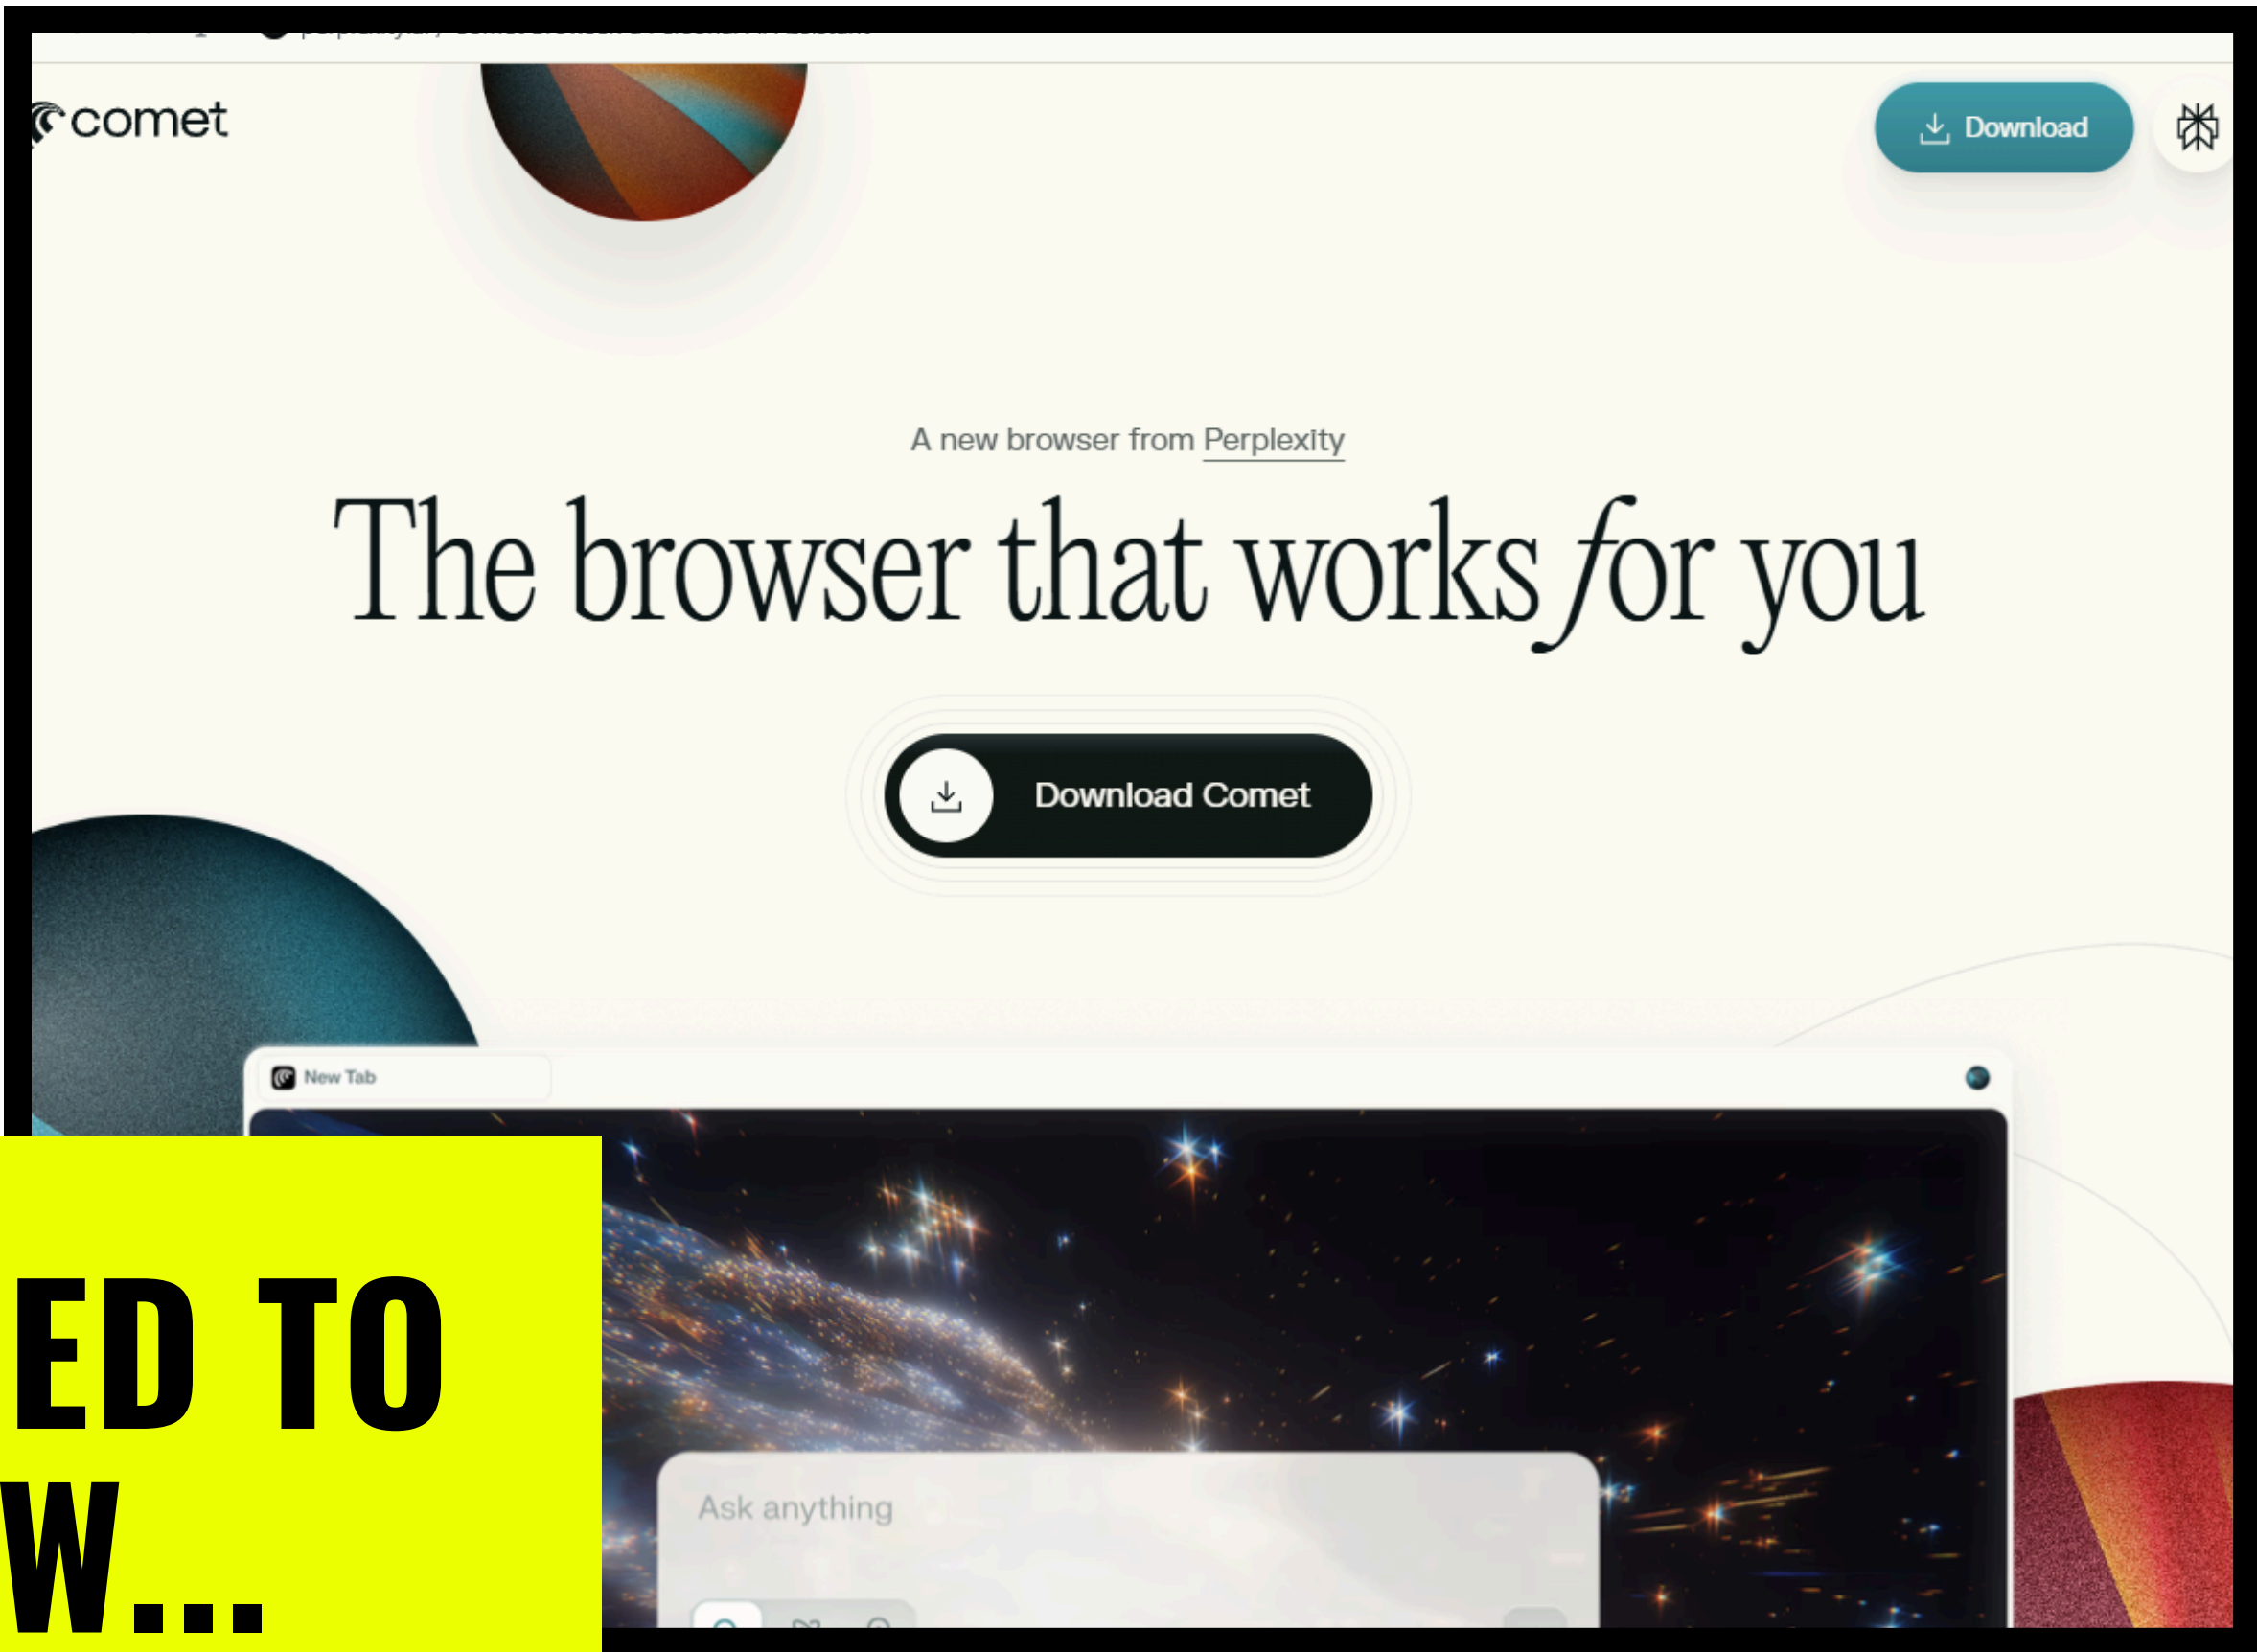 comet
Download
A new browser from Perplexity
The browser that works for you
Download Comet
New Tab
Ask anything
ED TO
W...